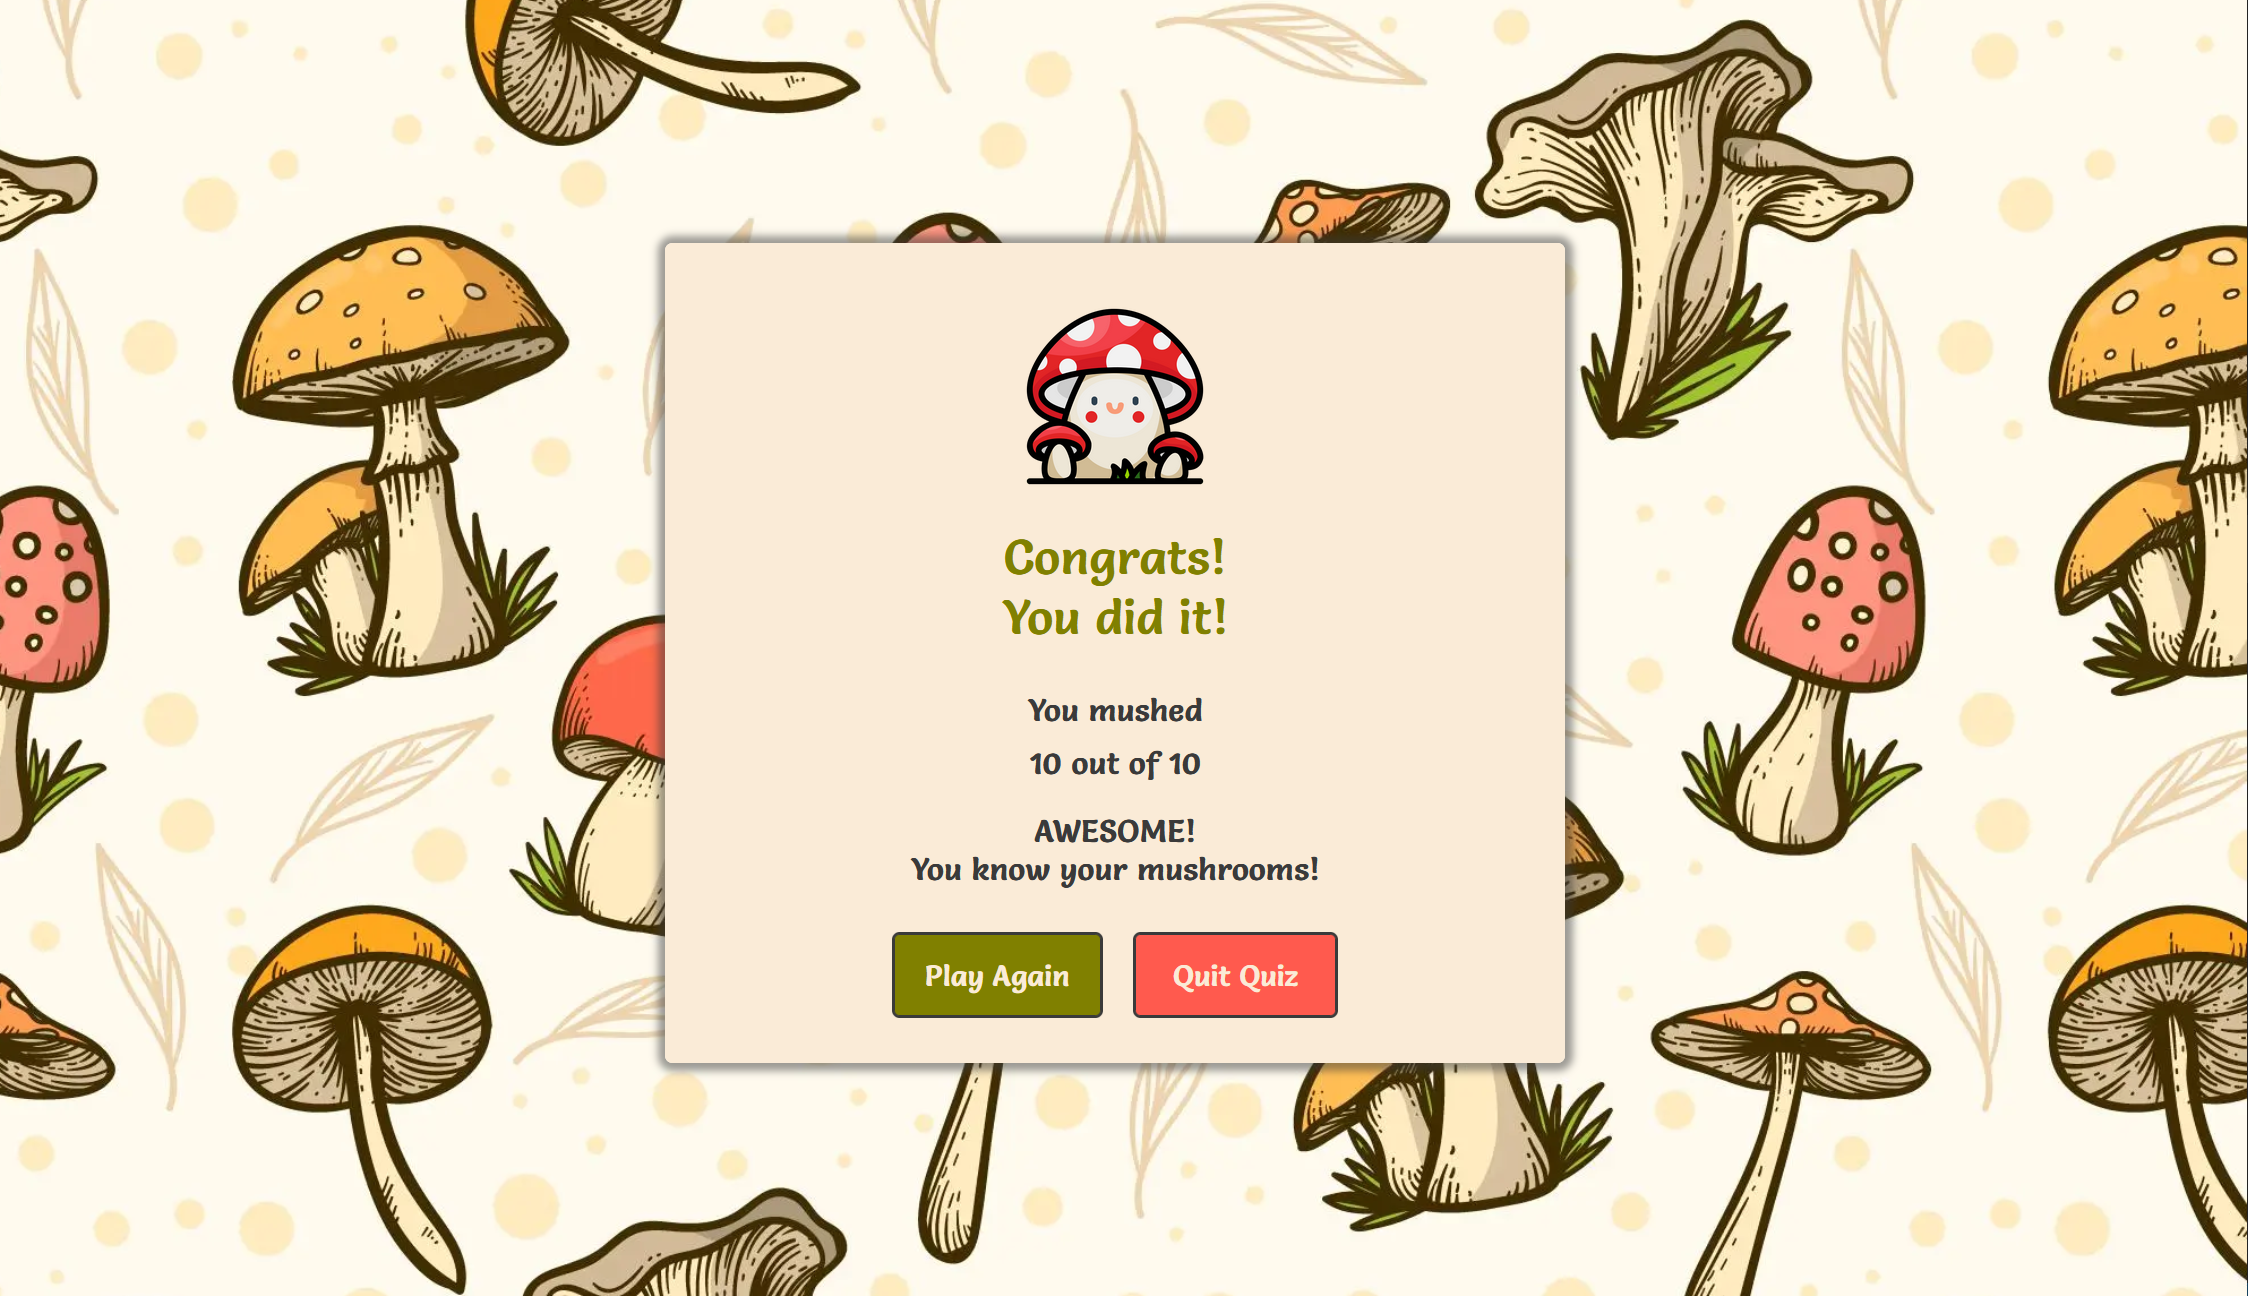 Congrats!
You did it!
You mushed
10 out of 10
AWESOME!
You know your mushrooms!
Play Again
Quit Quiz